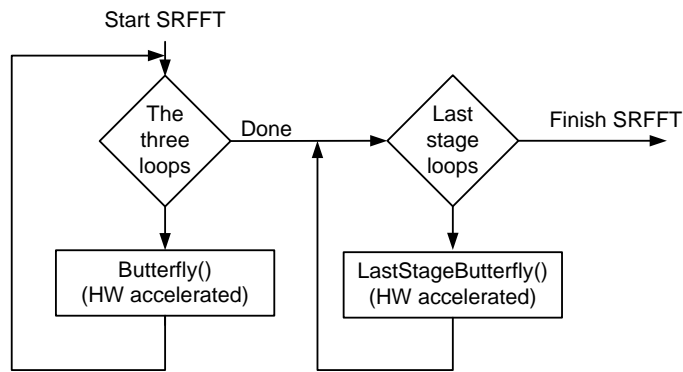 Start SRFFT
The
three
loops
Done
Last
stage
loops
Finish SRFFT
Butterfly()
(HW accelerated)
LastStageButterfly()
(HW accelerated)